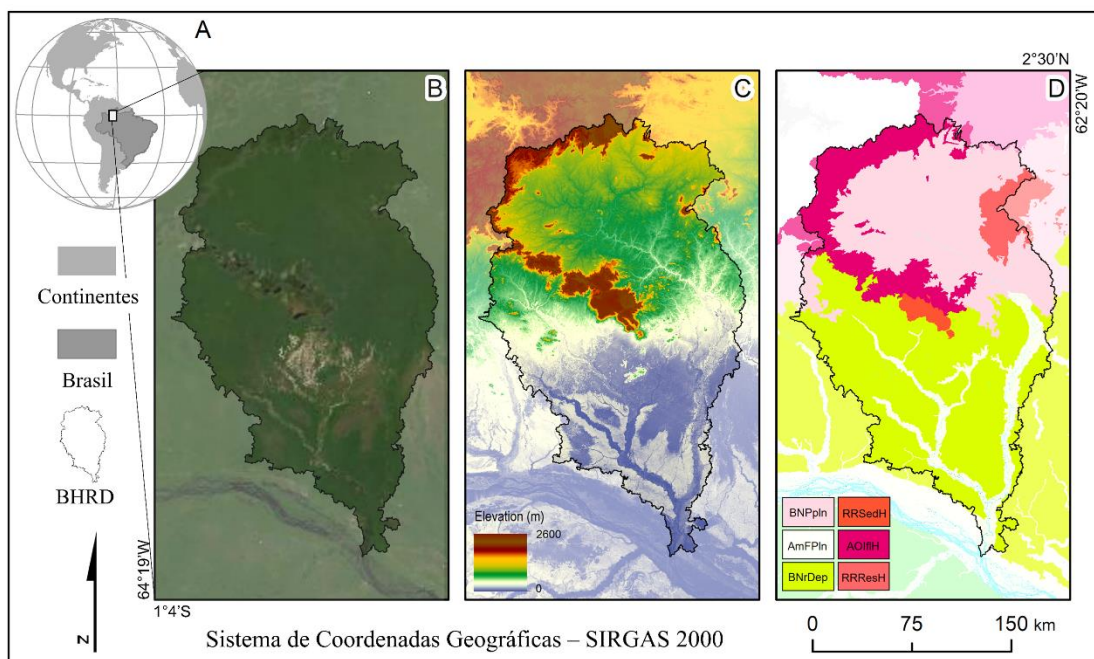 A
B
C
D
2°30'N
62°20'W
Continentes
Brasil
BHRD
N
64°19'W
1°4'S
Elevation (m)
2600
0
BNPpln
RRSedH
AmFPln
AOIflH
BNrDep
RRResH
Sistema de Coordenadas Geográficas – SIRGAS 2000
0 75 150 km